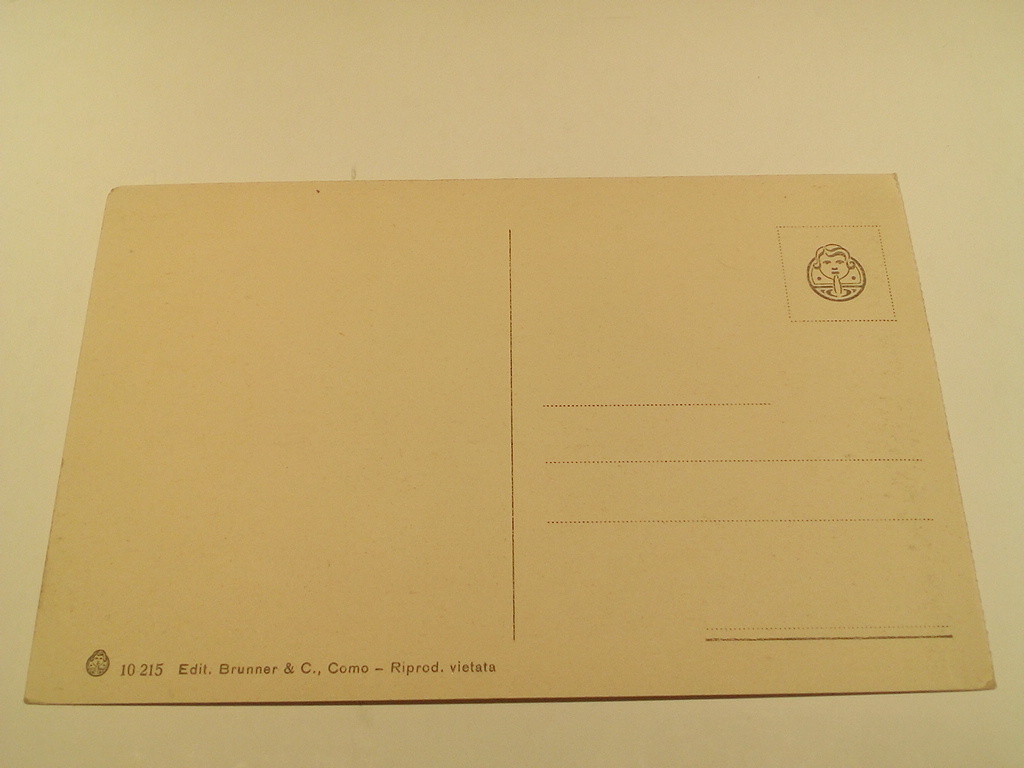 10 215 Edit. Brunner & C., Como – Riprod. vietata